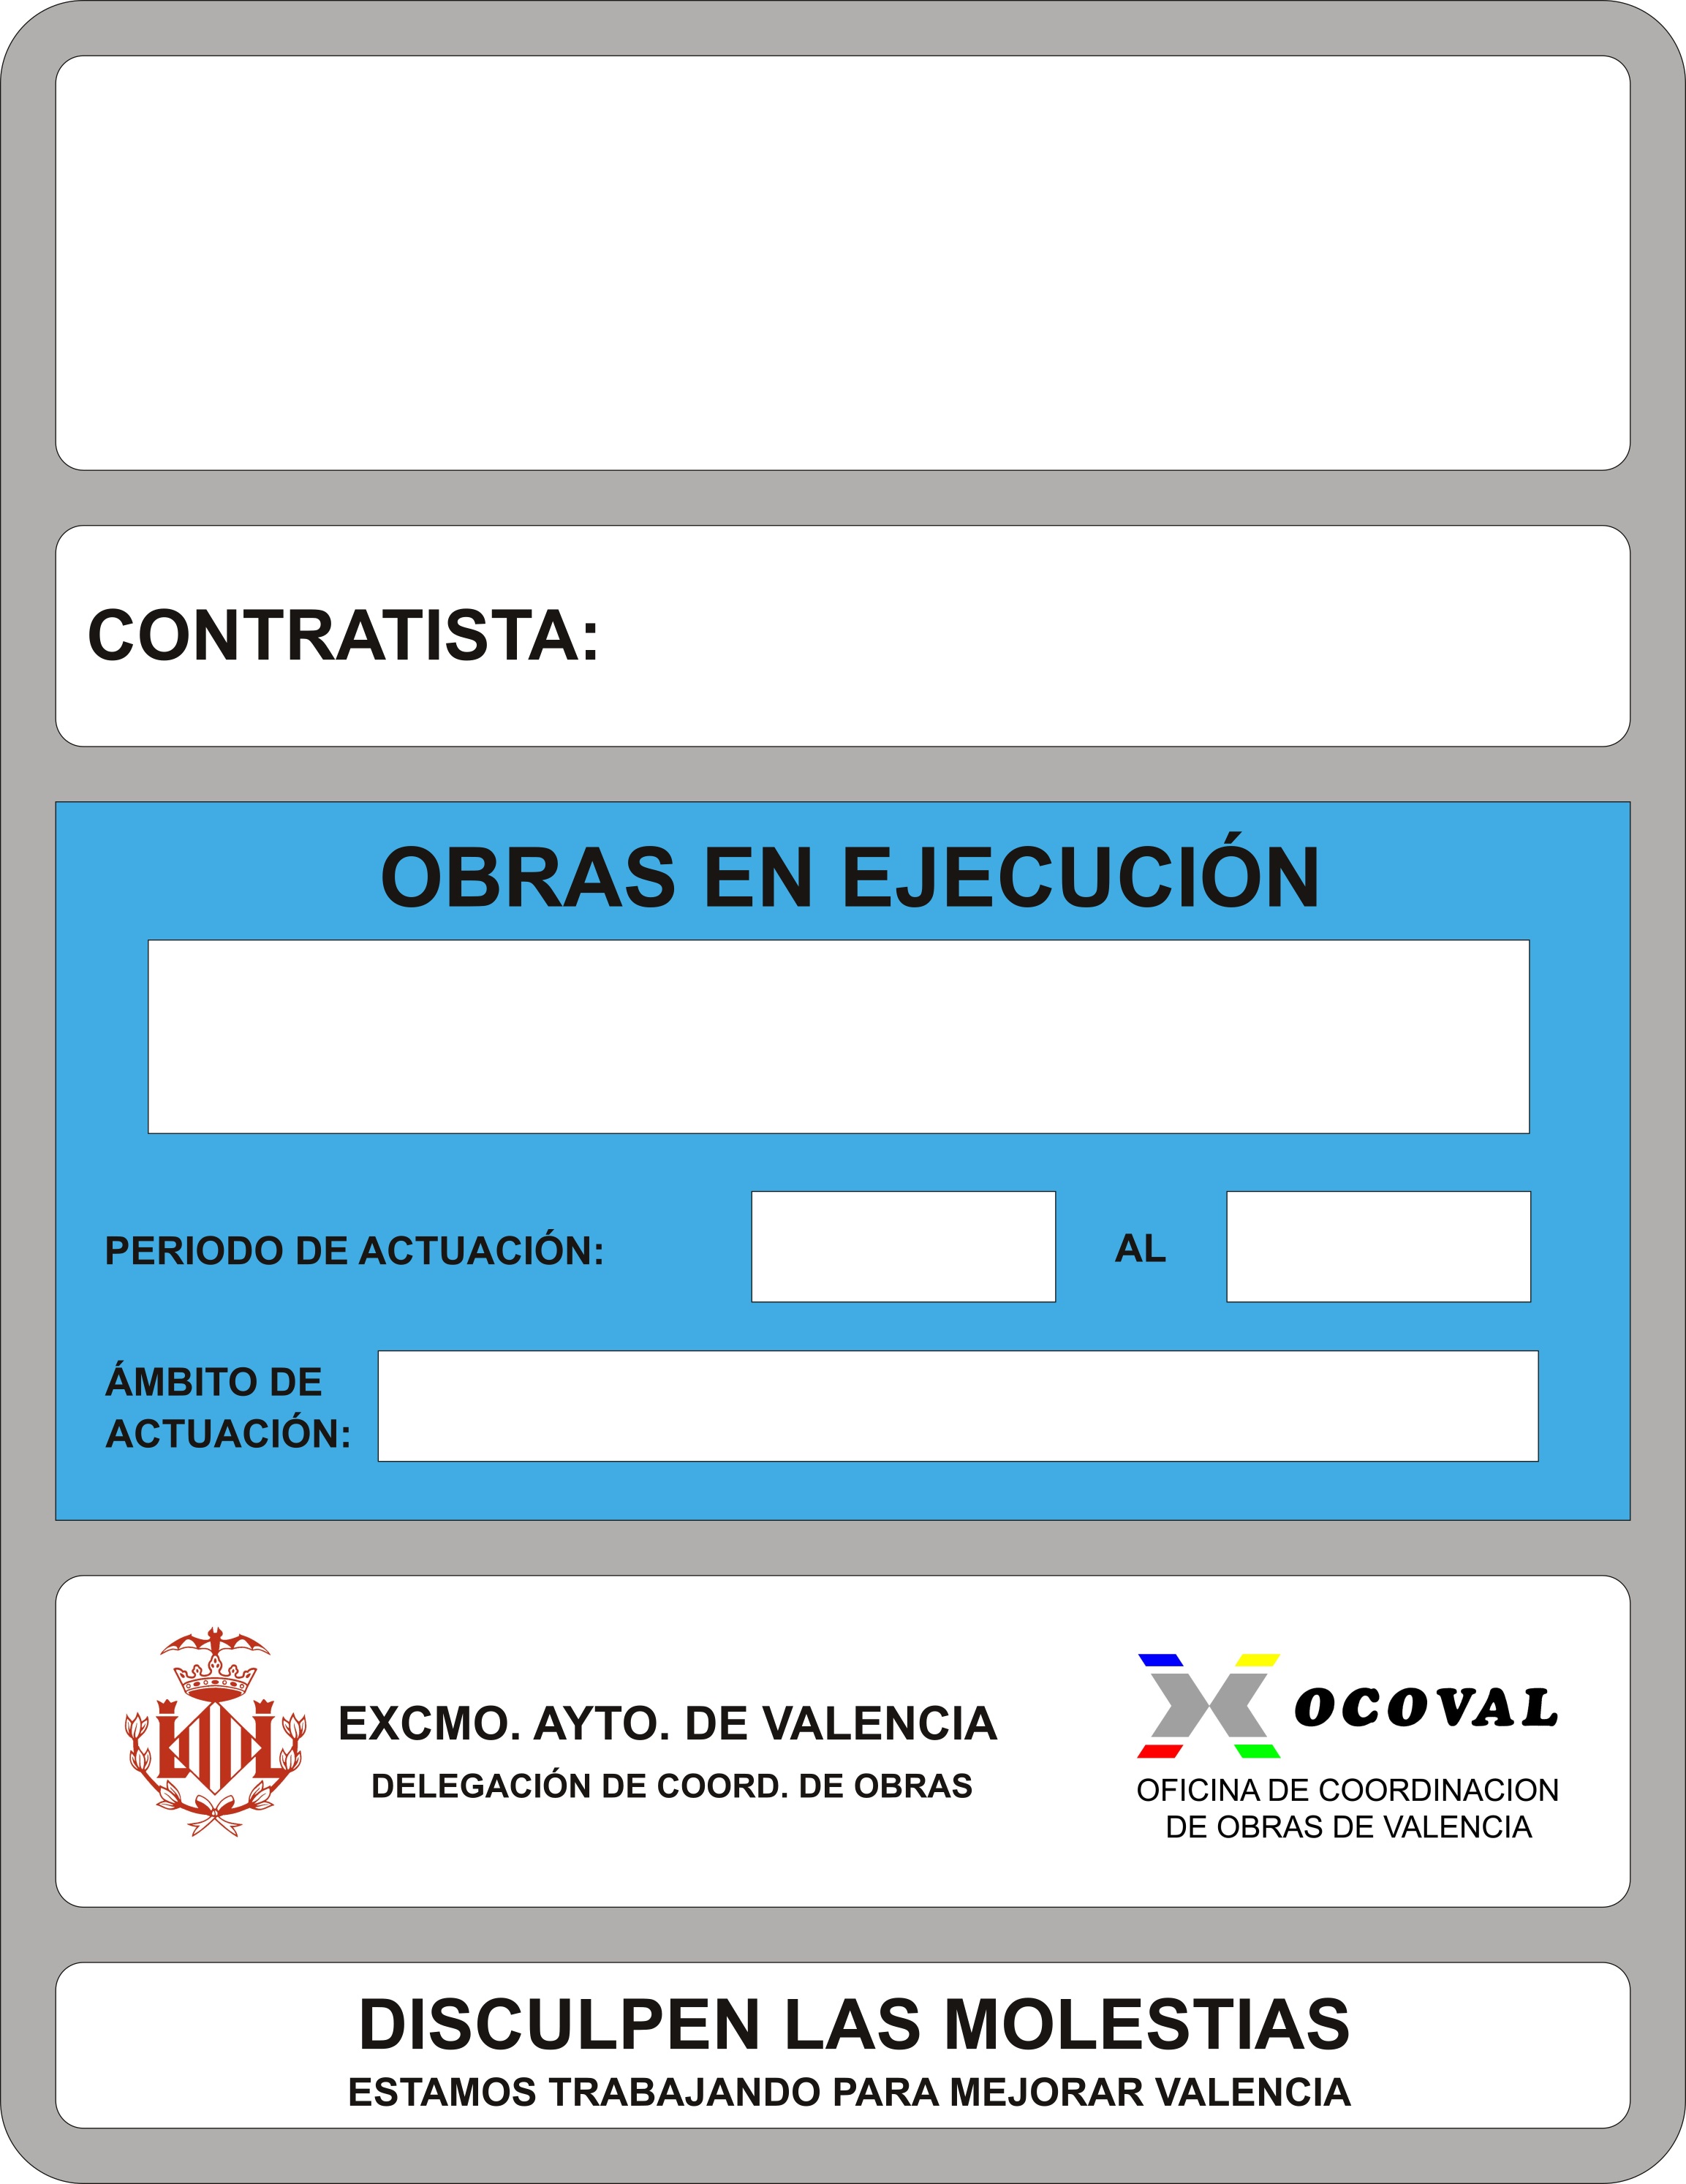 CONTRATISTA:
OBRAS EN EJECUCIÓN
PERIODO DE ACTUACIÓN:
AL
ÁMBITO DE
ACTUACIÓN:
EXCMO. AYTO. DE VALENCIA
DELEGACIÓN DE COORD. DE OBRAS
OCOVAL
OFICINA DE COORDINACION
DE OBRAS DE VALENCIA
DISCULPEN LAS MOLESTIAS
ESTAMOS TRABAJANDO PARA MEJORAR VALENCIA